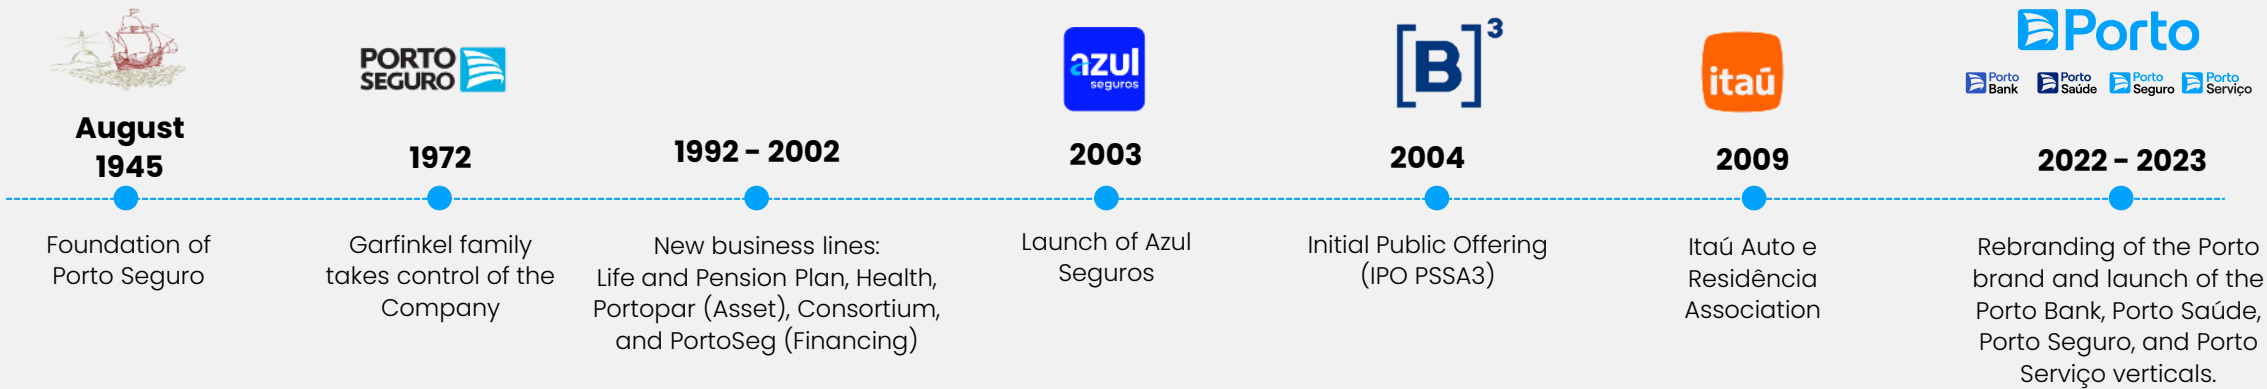 August
1945
Foundation of
Porto Seguro
PORTO
SEGURO
1972
Garfinkel family
takes control of the
Company
1992 - 2002
New business lines:
Life and Pension Plan, Health,
Portopar (Asset), Consortium,
and PortoSeg (Financing)
azul
seguros
2003
Launch of Azul
Seguros
[B]³
2004
Initial Public Offering
(IPO PSSA3)
itaú
2009
Itaú Auto e
Residência
Association
Porto
Porto
Bank
Porto
Saúde
Porto
Seguro
Porto
Serviço
2022 - 2023
Rebranding of the Porto
brand and launch of the
Porto Bank, Porto Saúde,
Porto Seguro, and Porto
Serviço verticals.